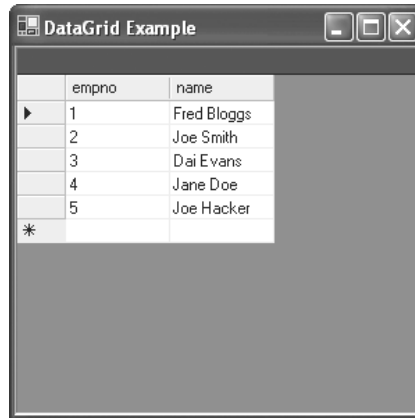 DataGrid Example
empno name
1 Fred Bloggs
2 Joe Smith
3 Dai Evans
4 Jane Doe
5 Joe Hacker